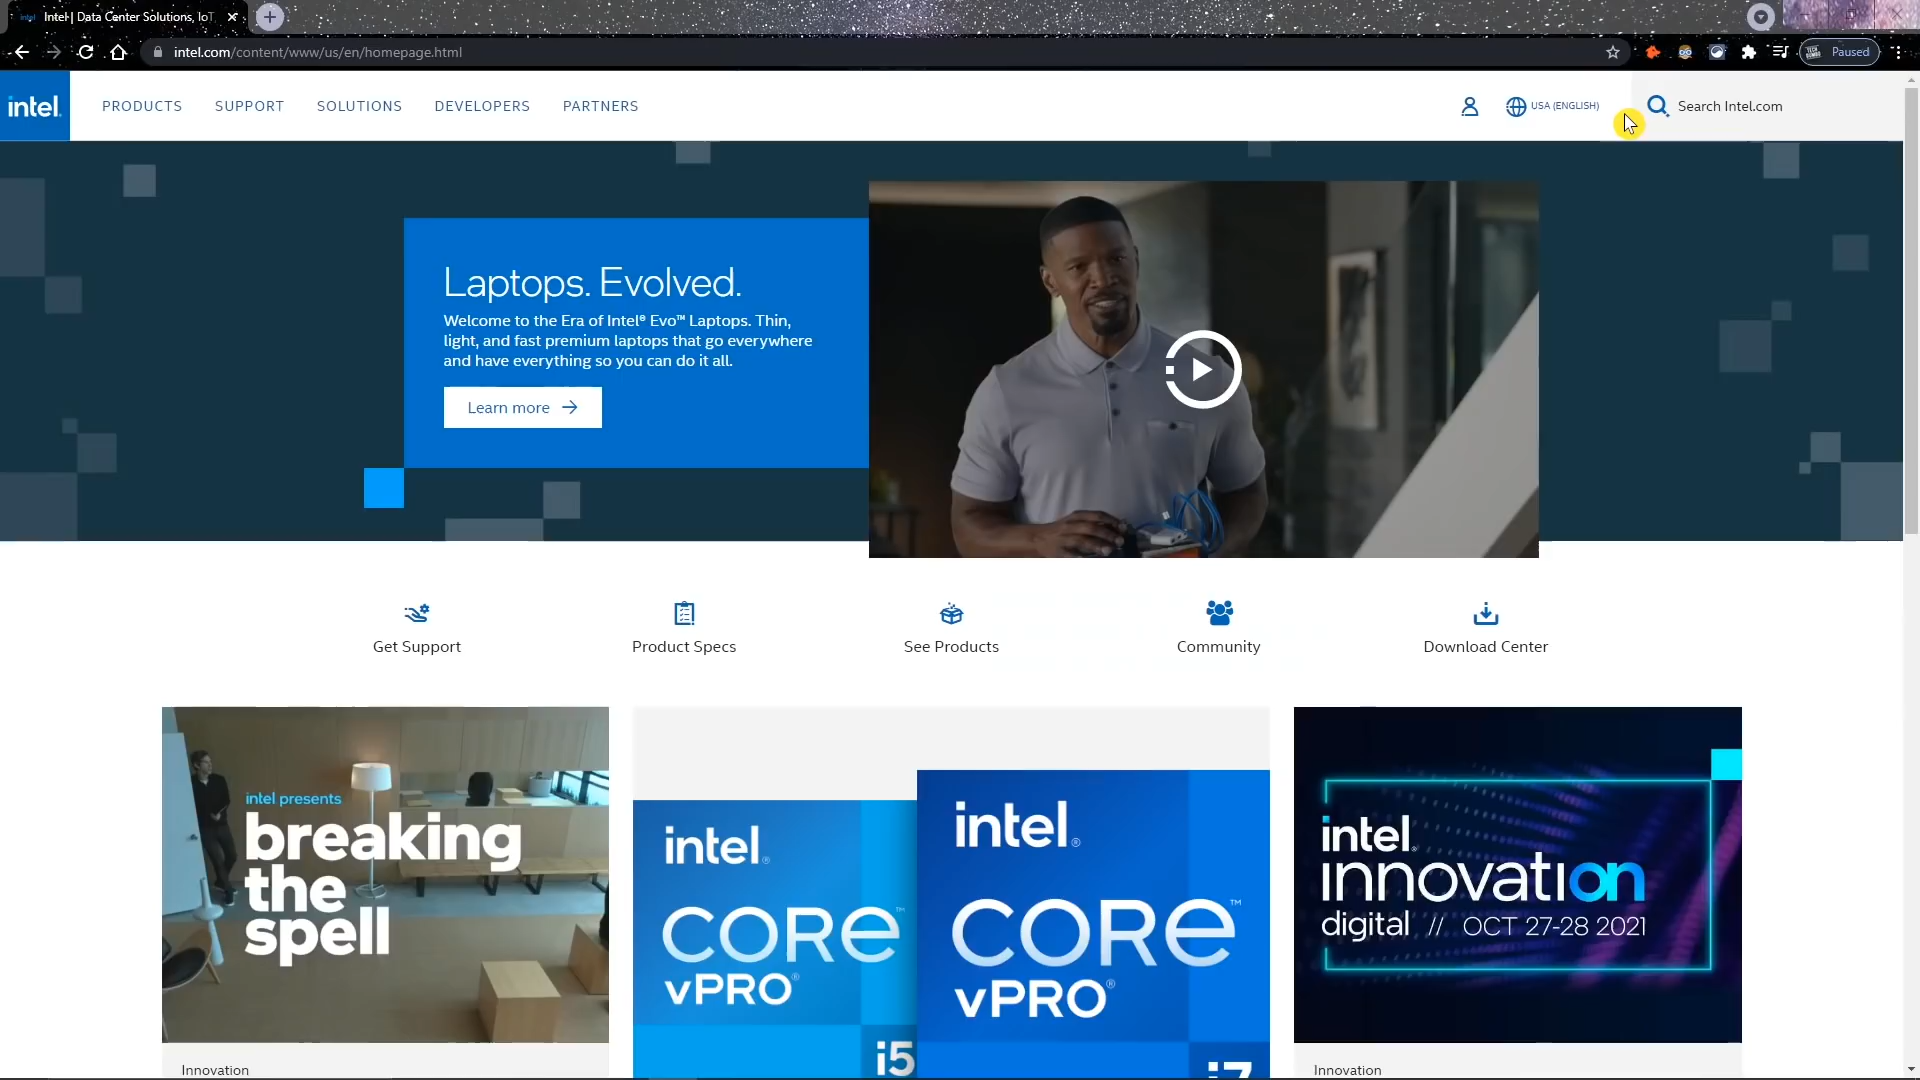 intel Intel | Data Center Solutions, IoT
intel.com/content/www/us/en/homepage.html
Paused
intel.
PRODUCTS SUPPORT SOLUTIONS DEVELOPERS PARTNERS
USA (ENGLISH)
Search Intel.com
Laptops. Evolved.
Welcome to the Era of Intel® Evo™ Laptops. Thin,
light, and fast premium laptops that go everywhere
and have everything so you can do it all.
Learn more
Get Support
Product Specs
See Products
Community
Download Center
intel presents
breaking
the
spell
Innovation
intel®
CORE™
vPRO®
i5
intel®
CORE™
vPRO®
i7
intel.
innovation
digital // OCT 27-28 2021
Innovation